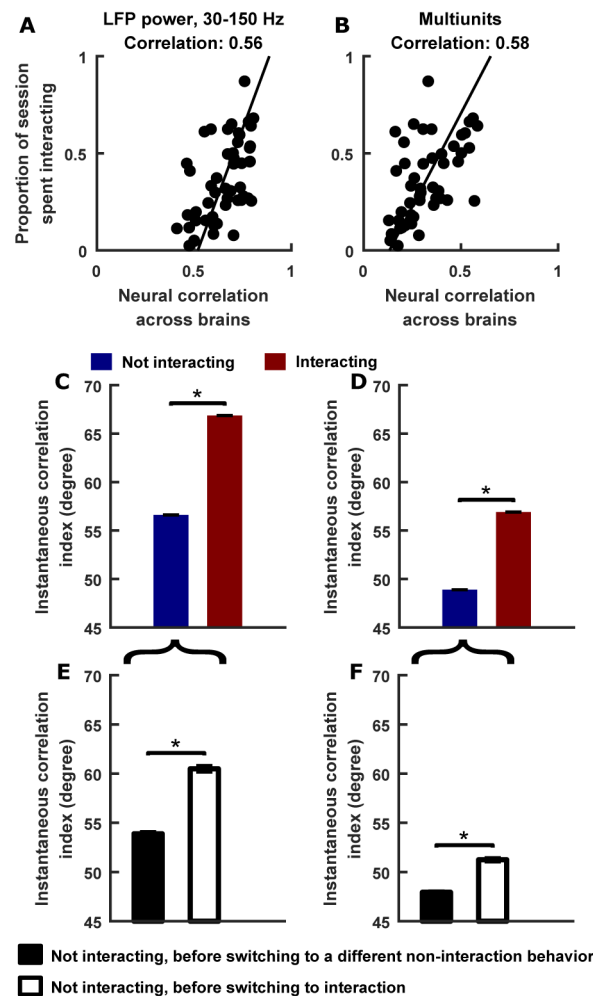 A
LFP power, 30-150 Hz
Correlation: 0.56
Proportion of session
spent interacting
1
0.5
0
0
0.5
1
Neural correlation
across brains
B
Multiunits
Correlation: 0.58
1
0.5
0
0
0.5
1
Neural correlation
across brains
Not interacting
Interacting
C
Instantaneous correlation
index (degree)
70
65
60
55
50
45
*
D
Instantaneous correlation
index (degree)
70
65
60
55
50
45
*
E
Instantaneous correlation
index (degree)
70
65
60
55
50
45
*
F
Instantaneous correlation
index (degree)
70
65
60
55
50
45
*
Not interacting, before switching to a different non-interaction behavior
Not interacting, before switching to interaction